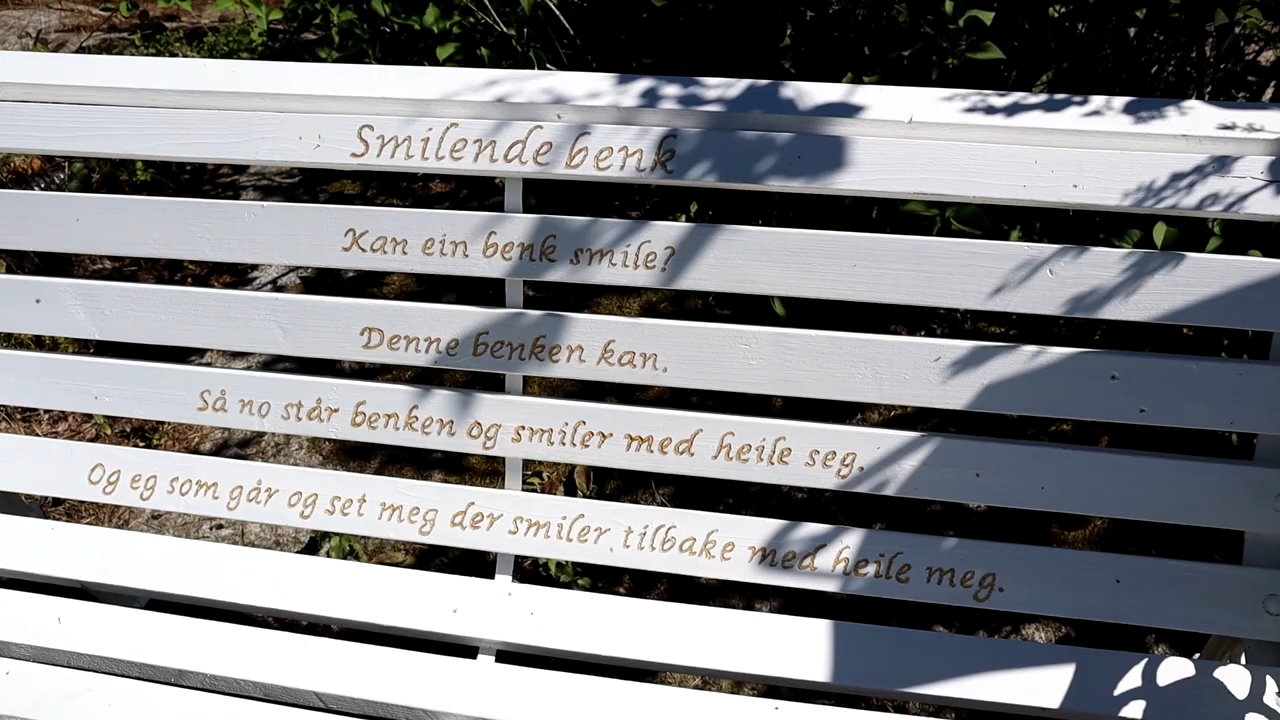 Smilende benk
Kan ein benk smile?
Denne benken kan.
Så no står benken og smiler med heile seg.
Og eg som går og set meg der smiler tilbake med heile meg.